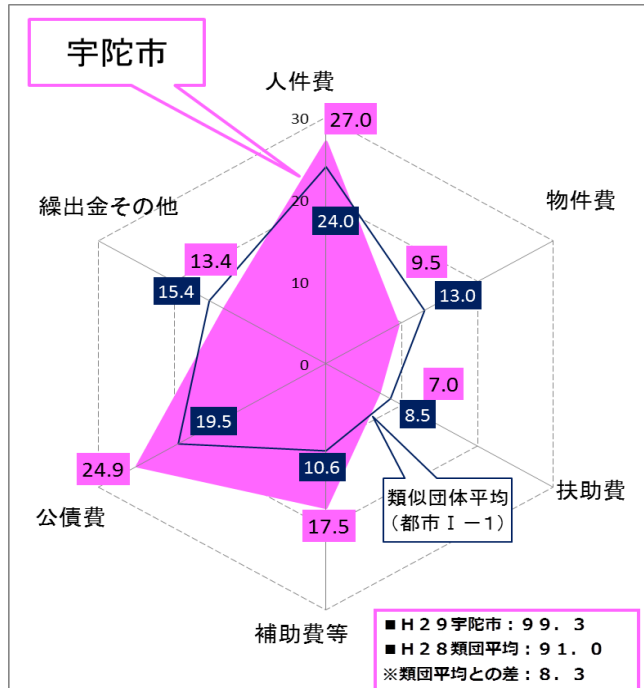 宇陀市
人件費
30
27.0
物件費
繰出金その他
20
24.0
13.4
9.5
15.4
10
13.0
0
7.0
19.5
8.5
24.9
10.6
類似団体平均
（都市Ⅰ－1）
扶助費
公債費
17.5
補助費等
■Ｈ29宇陀市：９９．３
■Ｈ28類団平均：９１．０
※類団平均との差：８．３